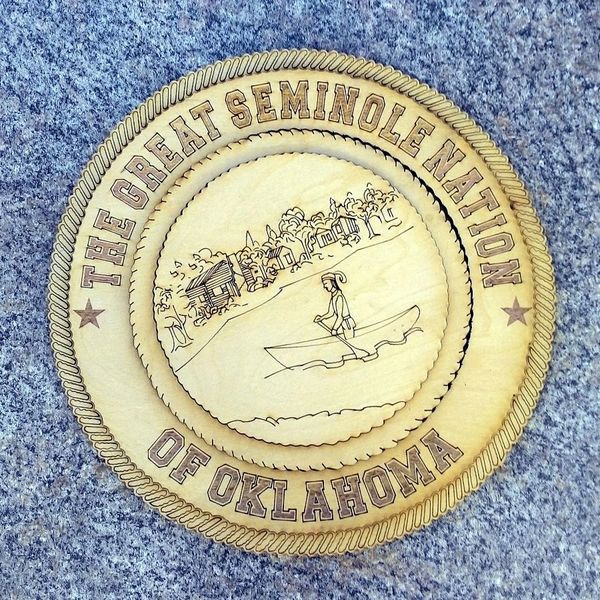 THE GREAT SEMINOLE NATION
OF OKLAHOMA